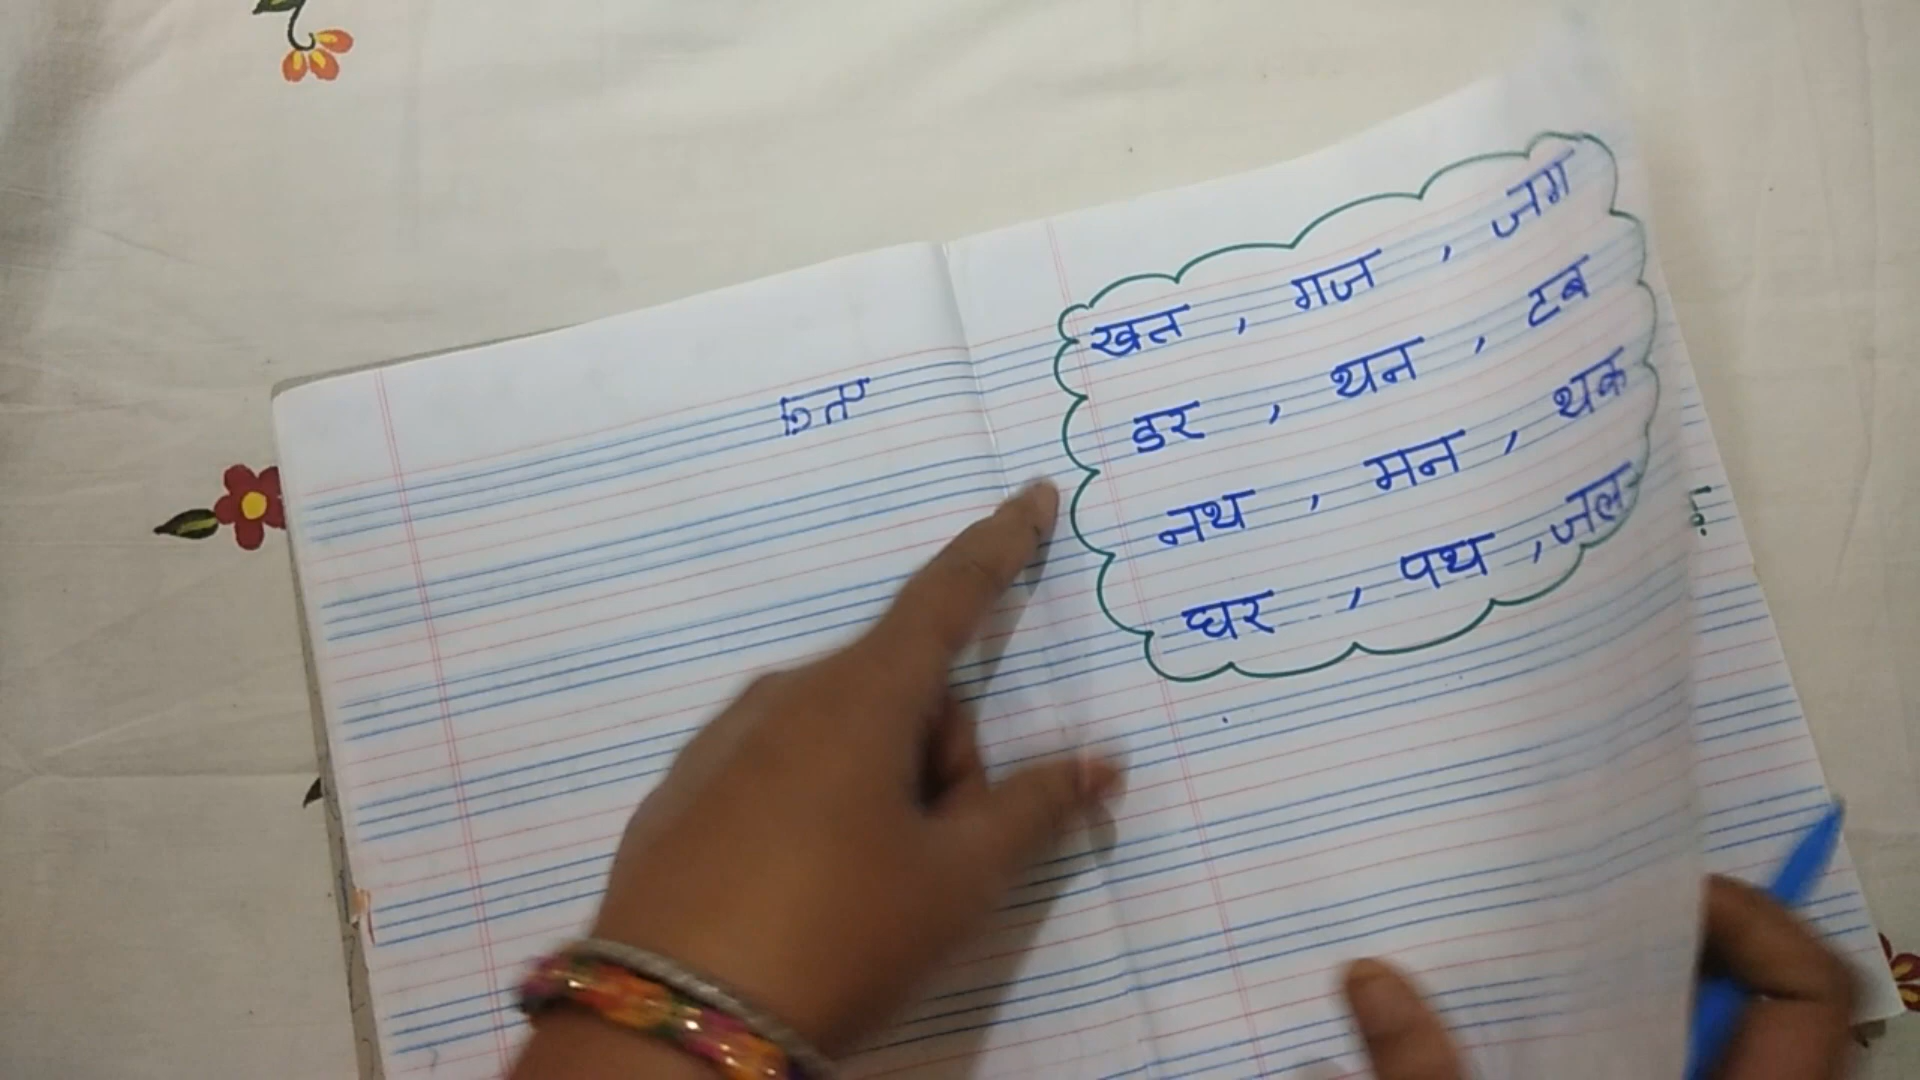 खत , गज , जग
डर , थन , टब
नथ , मन , थक
घर , पथ , जल